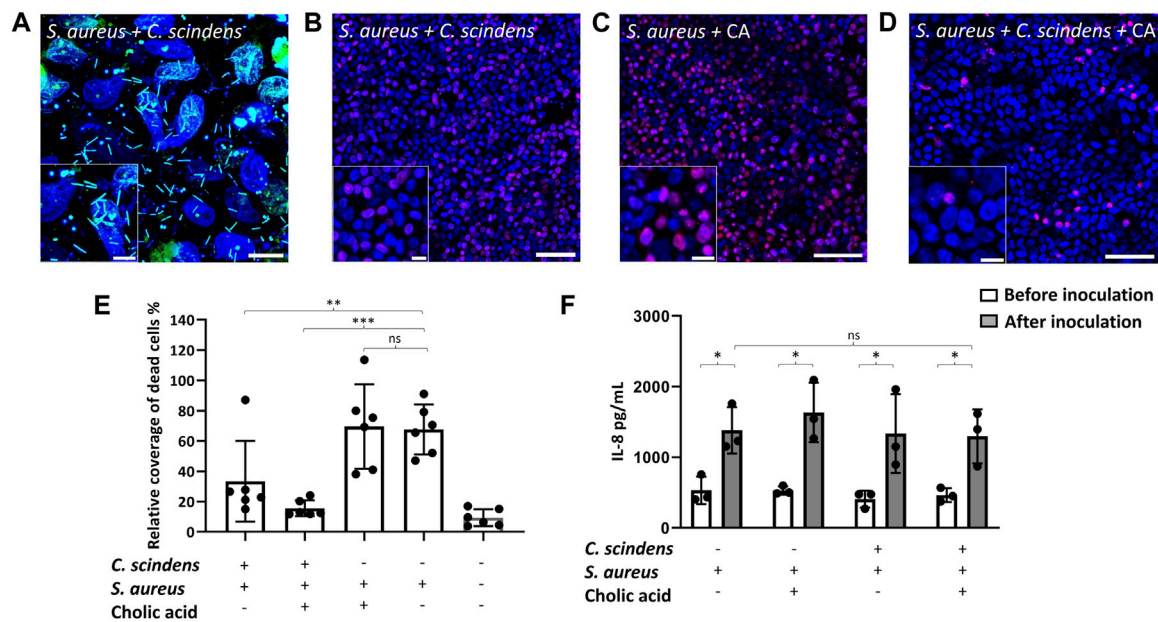 A S. aureus + C. scindens
B S. aureus + C. scindens
C S. aureus + CA
D S. aureus + C. scindens + CA
E
**
***
ns
Relative coverage of dead cells %
140
120
100
80
60
40
20
0
C. scindens + + - - -
S. aureus + + + + -
Cholic acid - + + - -
F
Before inoculation
After inoculation
ns
* * * *
IL-8 pg/mL
3000
2000
1000
0
C. scindens - - + +
S. aureus + + + +
Cholic acid - + - +